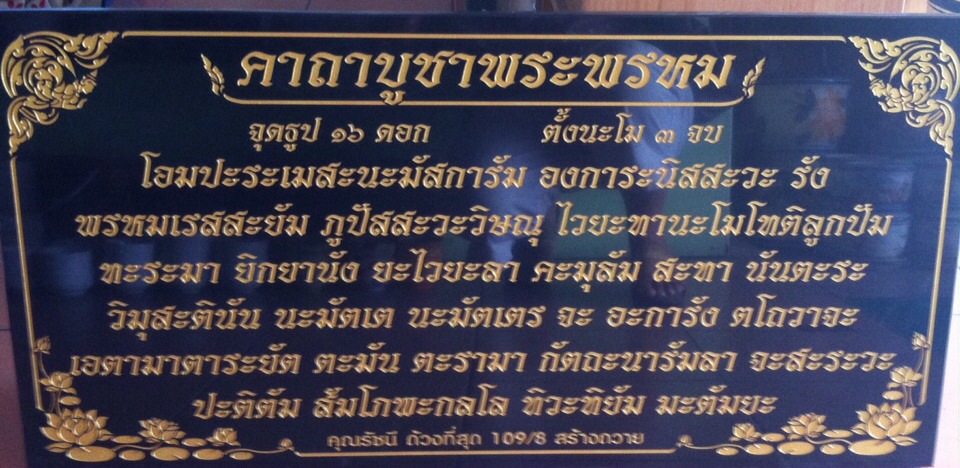 คาถาบูชาพระพรหม
จุดธูป ๑๖ ดอก ตั้งนะโม ๓ จบ
โอมปะระเมสะนะมัสการัม องการะนิสสะวะ รัง
พรหมเรสสะยัม ภูปัสสะวะวิษณุ ไวยะทานะโมโทติลูกปัม
ทะระมา ยิกยานัง ยะไวยะลา คะมุลัม สะทา นันตะระ
วิมุสะตินัน นะมัตเต นะมัตเตร จะ อะการัง ตโถวาจะ
เอตามาตาระยัต ตะมัน ตะรามา กัตถะนารัมลา จะสะระวะ
ปะติตัม สัมโภพะกลโล ทิวะทิยัม มะตัมยะ
คุณรัชนี ด้วงที่สุด 109/8 สร้างถวาย